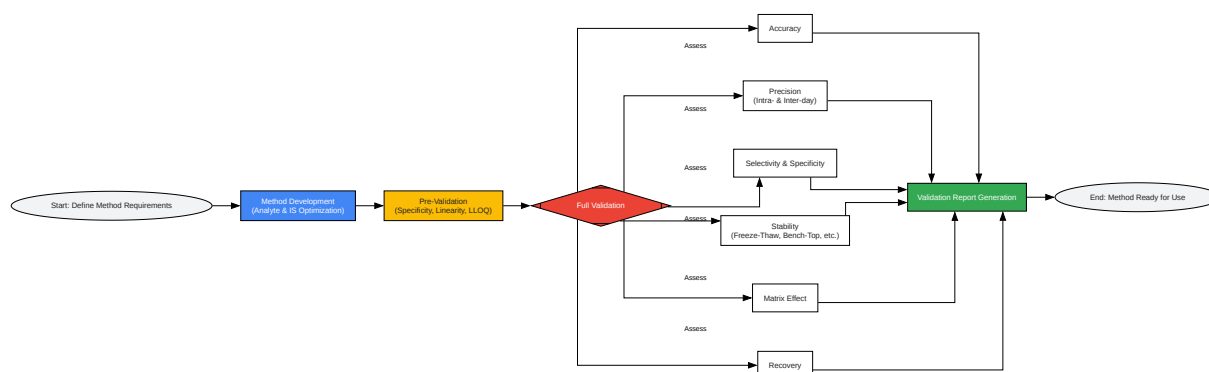 Start: Define Method Requirements
Method Development
(Analyte & IS Optimization)
Pre-Validation
(Specificity, Linearity, LLOQ)
Full Validation
Assess
Accuracy
Assess
Precision
(Intra- & Inter-day)
Assess
Selectivity & Specificity
Assess
Stability
(Freeze-Thaw, Bench-Top, etc.)
Assess
Matrix Effect
Assess
Recovery
Validation Report Generation
End: Method Ready for Use